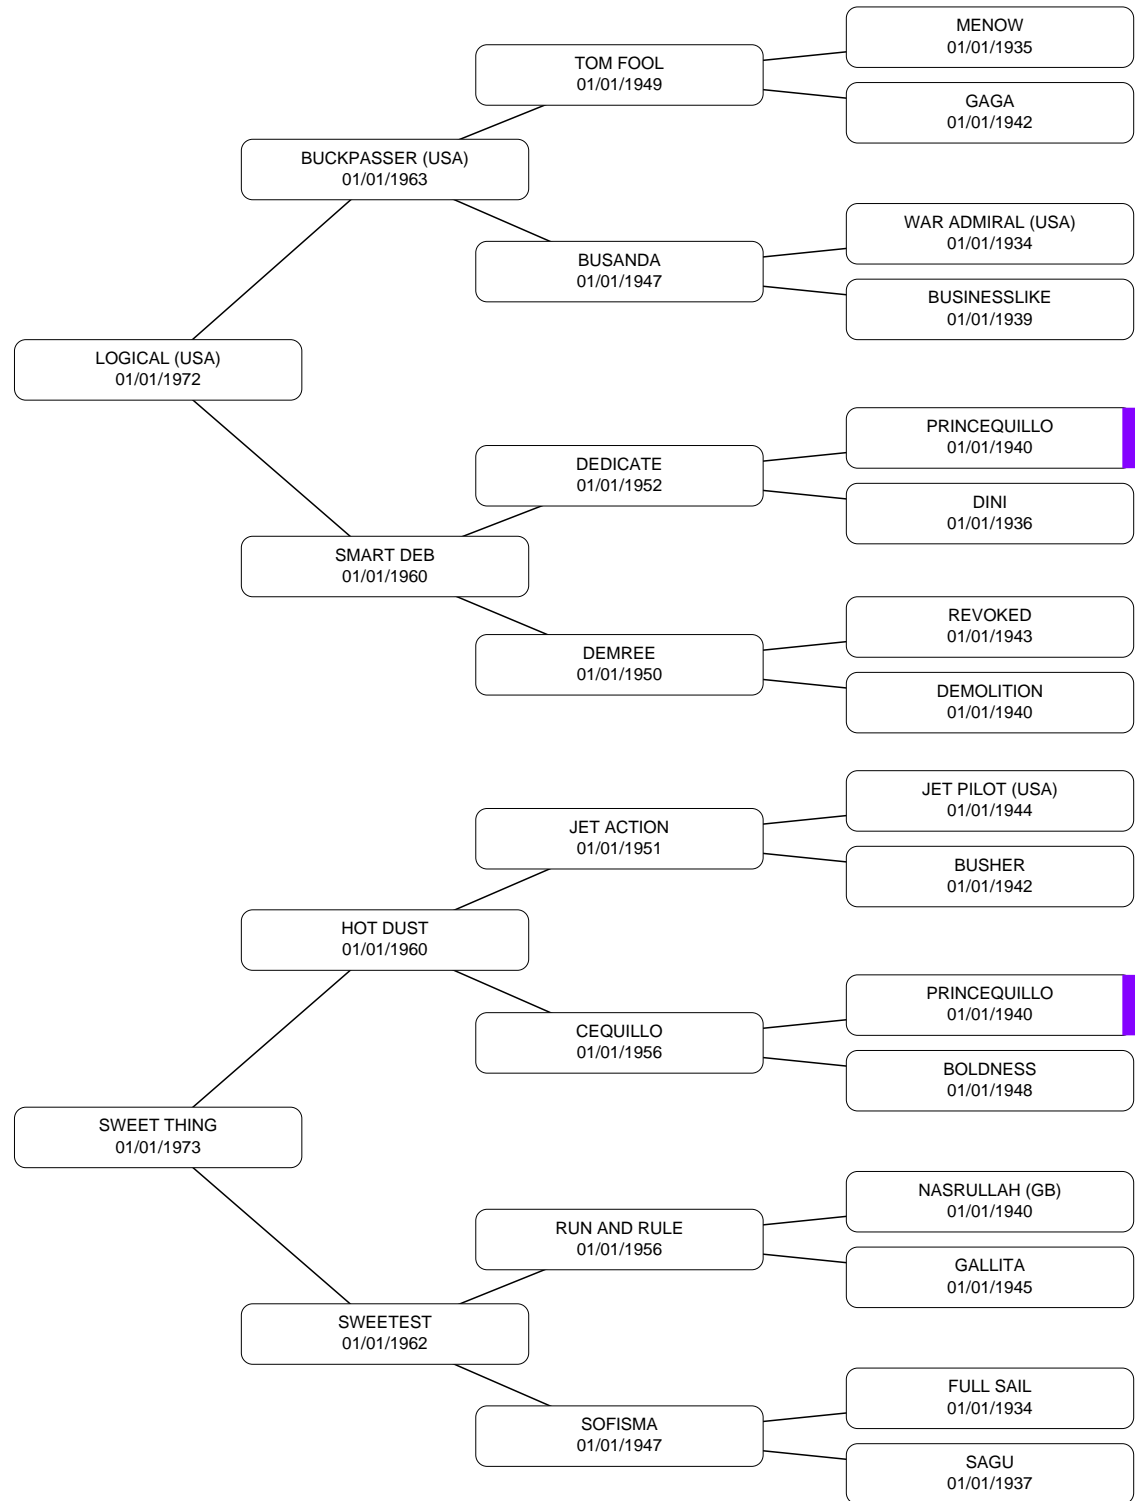 MENOW
01/01/1935
TOM FOOL
01/01/1949
GAGA
01/01/1942
BUCKPASSER (USA)
01/01/1963
WAR ADMIRAL (USA)
01/01/1934
BUSANDA
01/01/1947
BUSINESSLIKE
01/01/1939
LOGICAL (USA)
01/01/1972
PRINCEQUILLO
01/01/1940
DEDICATE
01/01/1952
DINI
01/01/1936
SMART DEB
01/01/1960
REVOKED
01/01/1943
DEMREE
01/01/1950
DEMOLITION
01/01/1940
JET PILOT (USA)
01/01/1944
JET ACTION
01/01/1951
BUSHER
01/01/1942
HOT DUST
01/01/1960
PRINCEQUILLO
01/01/1940
CEQUILLO
01/01/1956
BOLDNESS
01/01/1948
SWEET THING
01/01/1973
NASRULLAH (GB)
01/01/1940
RUN AND RULE
01/01/1956
GALLITA
01/01/1945
SWEETEST
01/01/1962
FULL SAIL
01/01/1934
SOFISMA
01/01/1947
SAGU
01/01/1937